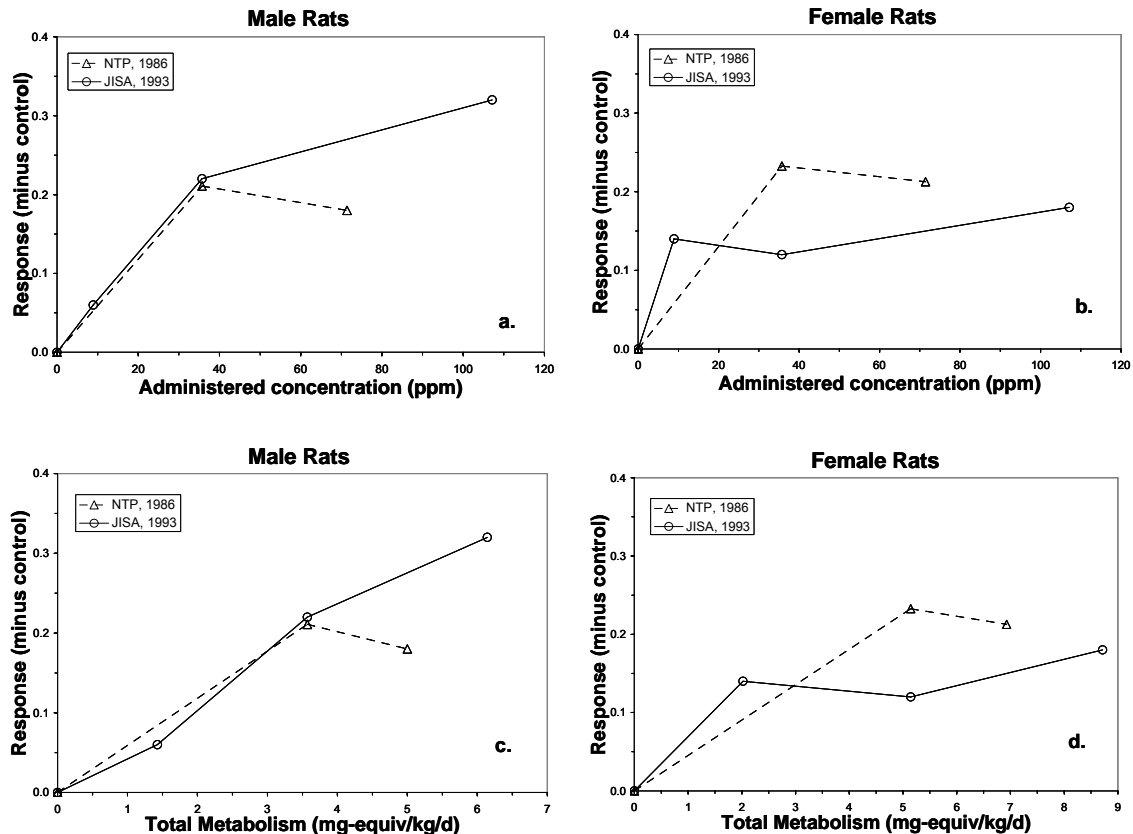 Male Rats
0.4
0.3
0.2
0.1
0.0
Response (minus control)
NTP, 1986
JISA, 1993
a.
0 20 40 60 80 100 120
Administered concentration (ppm)
Female Rats
0.4
0.3
0.2
0.1
0.0
Response (minus control)
NTP, 1986
JISA, 1993
b.
0 20 40 60 80 100 120
Administered concentration (ppm)
Male Rats
0.4
0.3
0.2
0.1
0.0
Response (minus control)
NTP, 1986
JISA, 1993
c.
0 1 2 3 4 5 6 7
Total Metabolism (mg-equiv/kg/d)
Female Rats
0.4
0.3
0.2
0.1
0.0
Response (minus control)
NTP, 1986
JISA, 1993
d.
0 1 2 3 4 5 6 7 8 9
Total Metabolism (mg-equiv/kg/d)